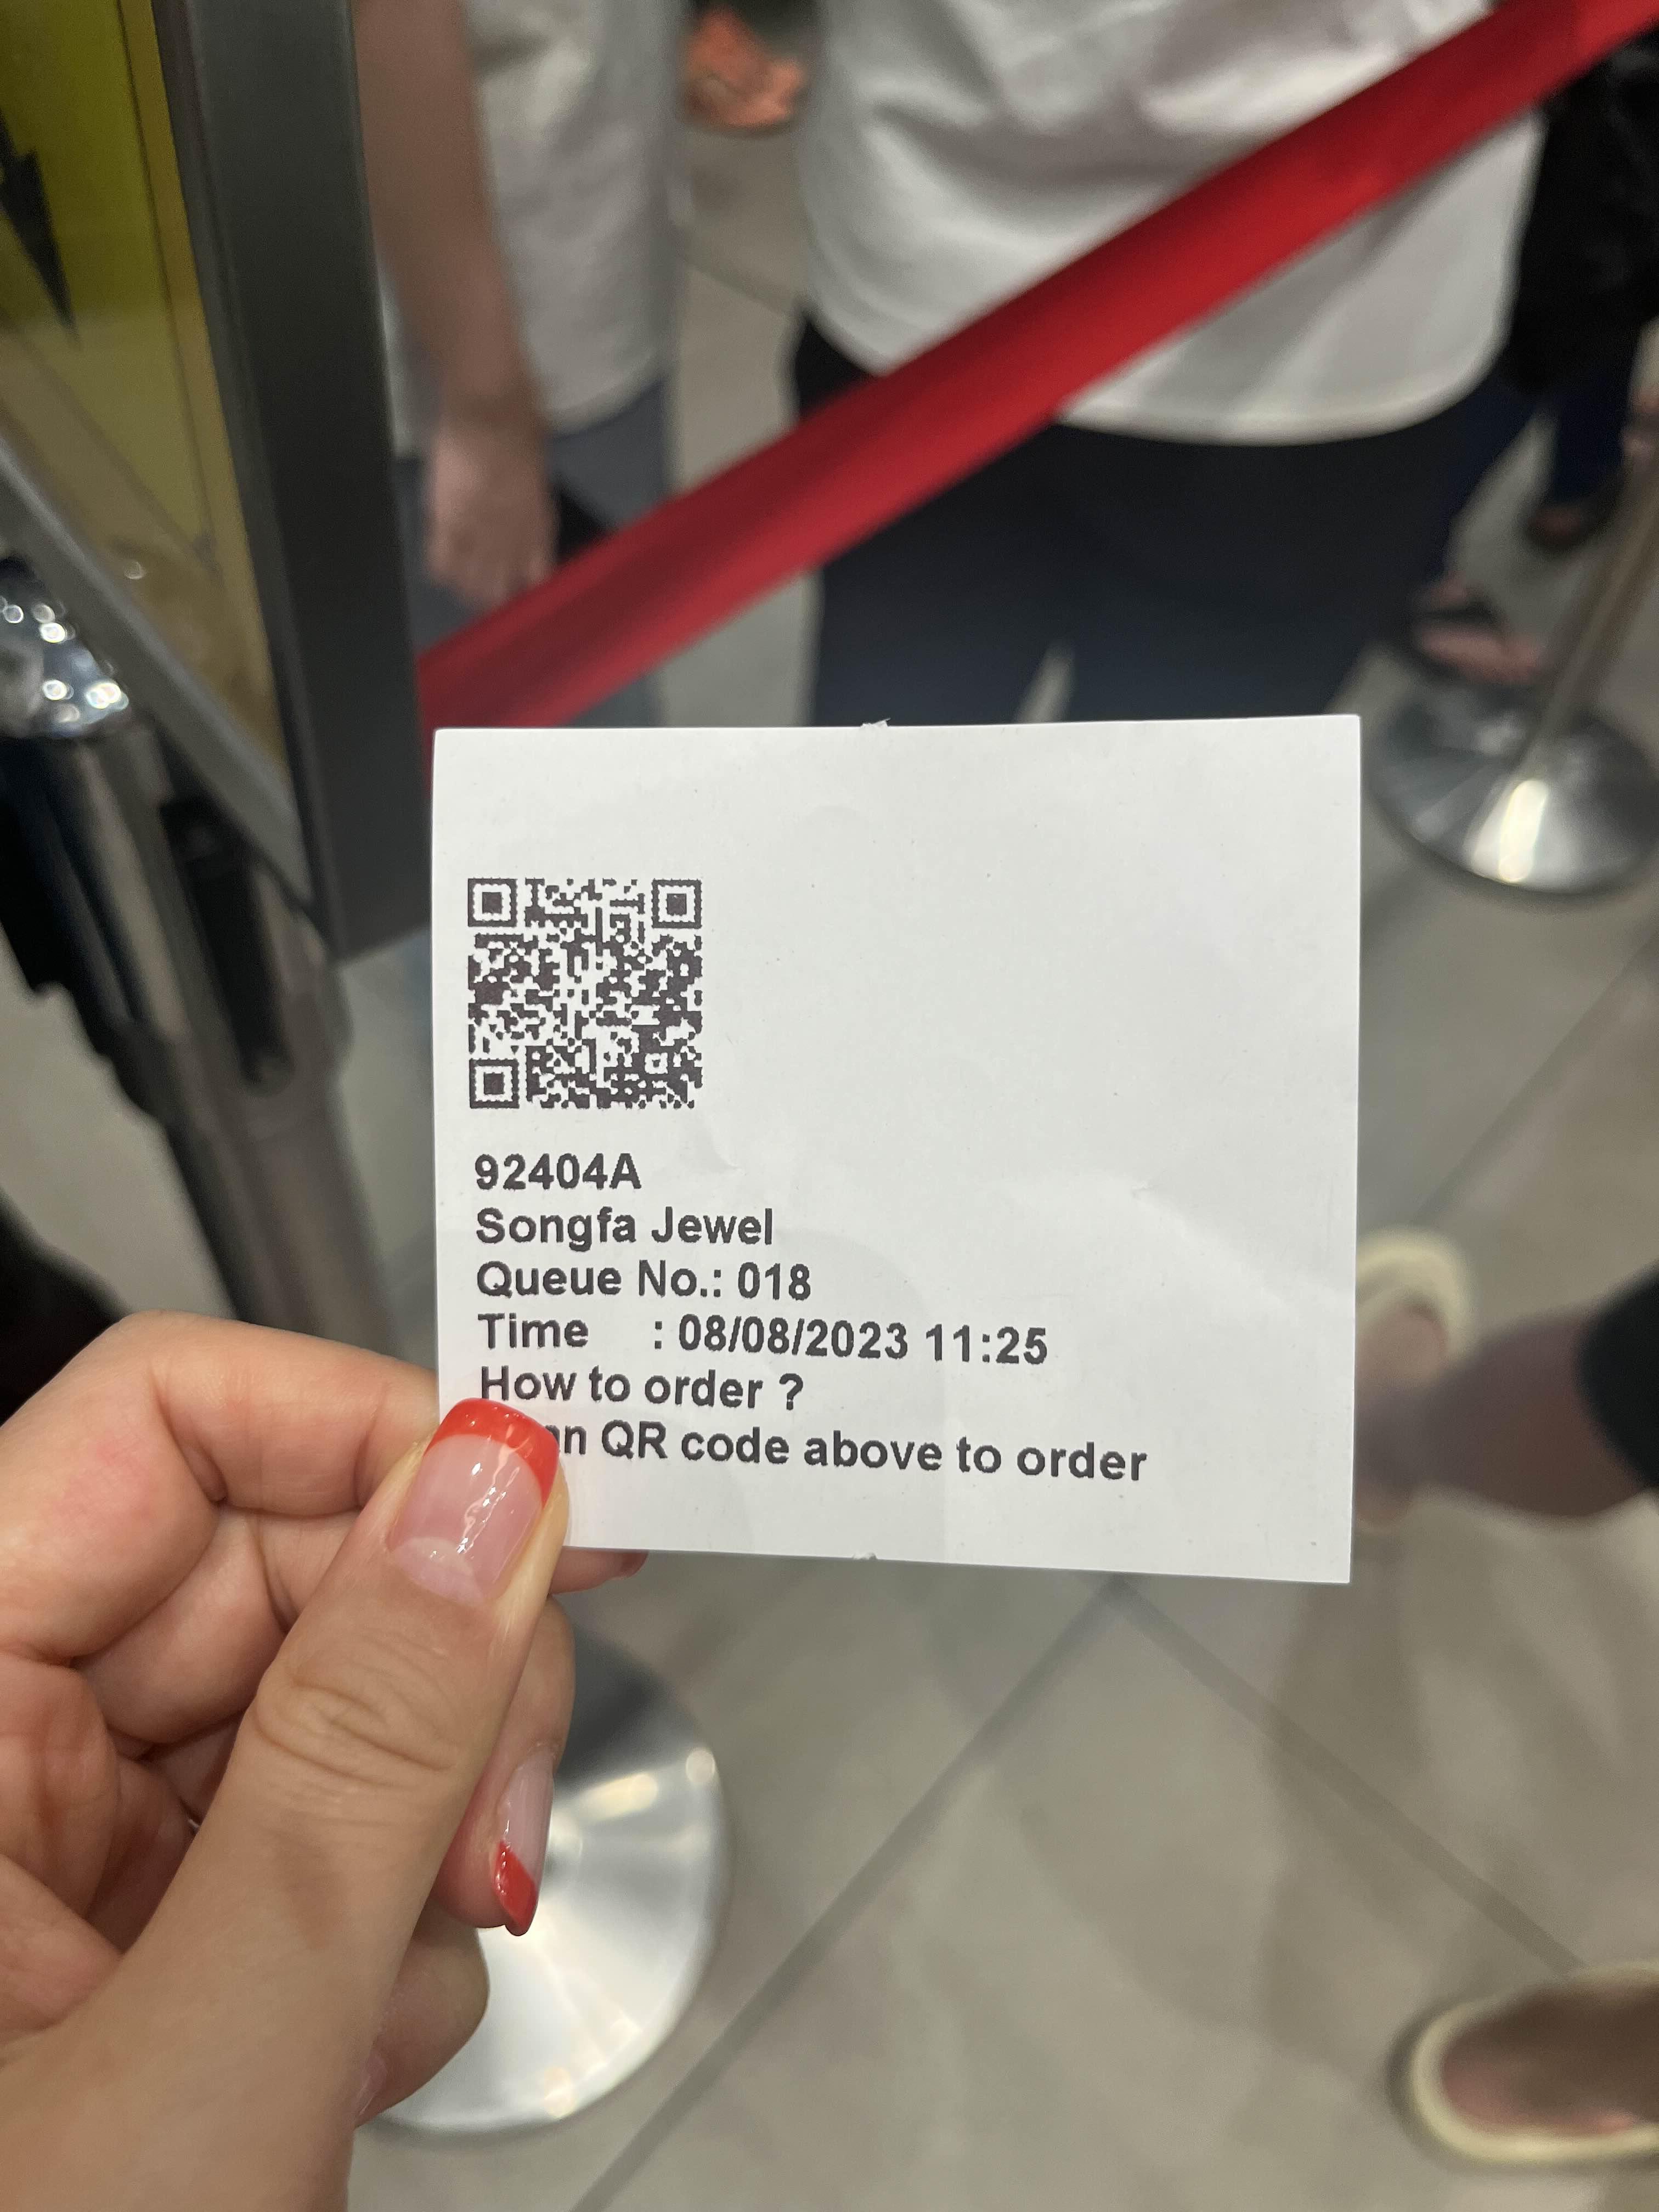 92404A
Songfa Jewel
Queue No.: 018
Time : 08/08/2023 11:25
How to order ?
QR code above to order